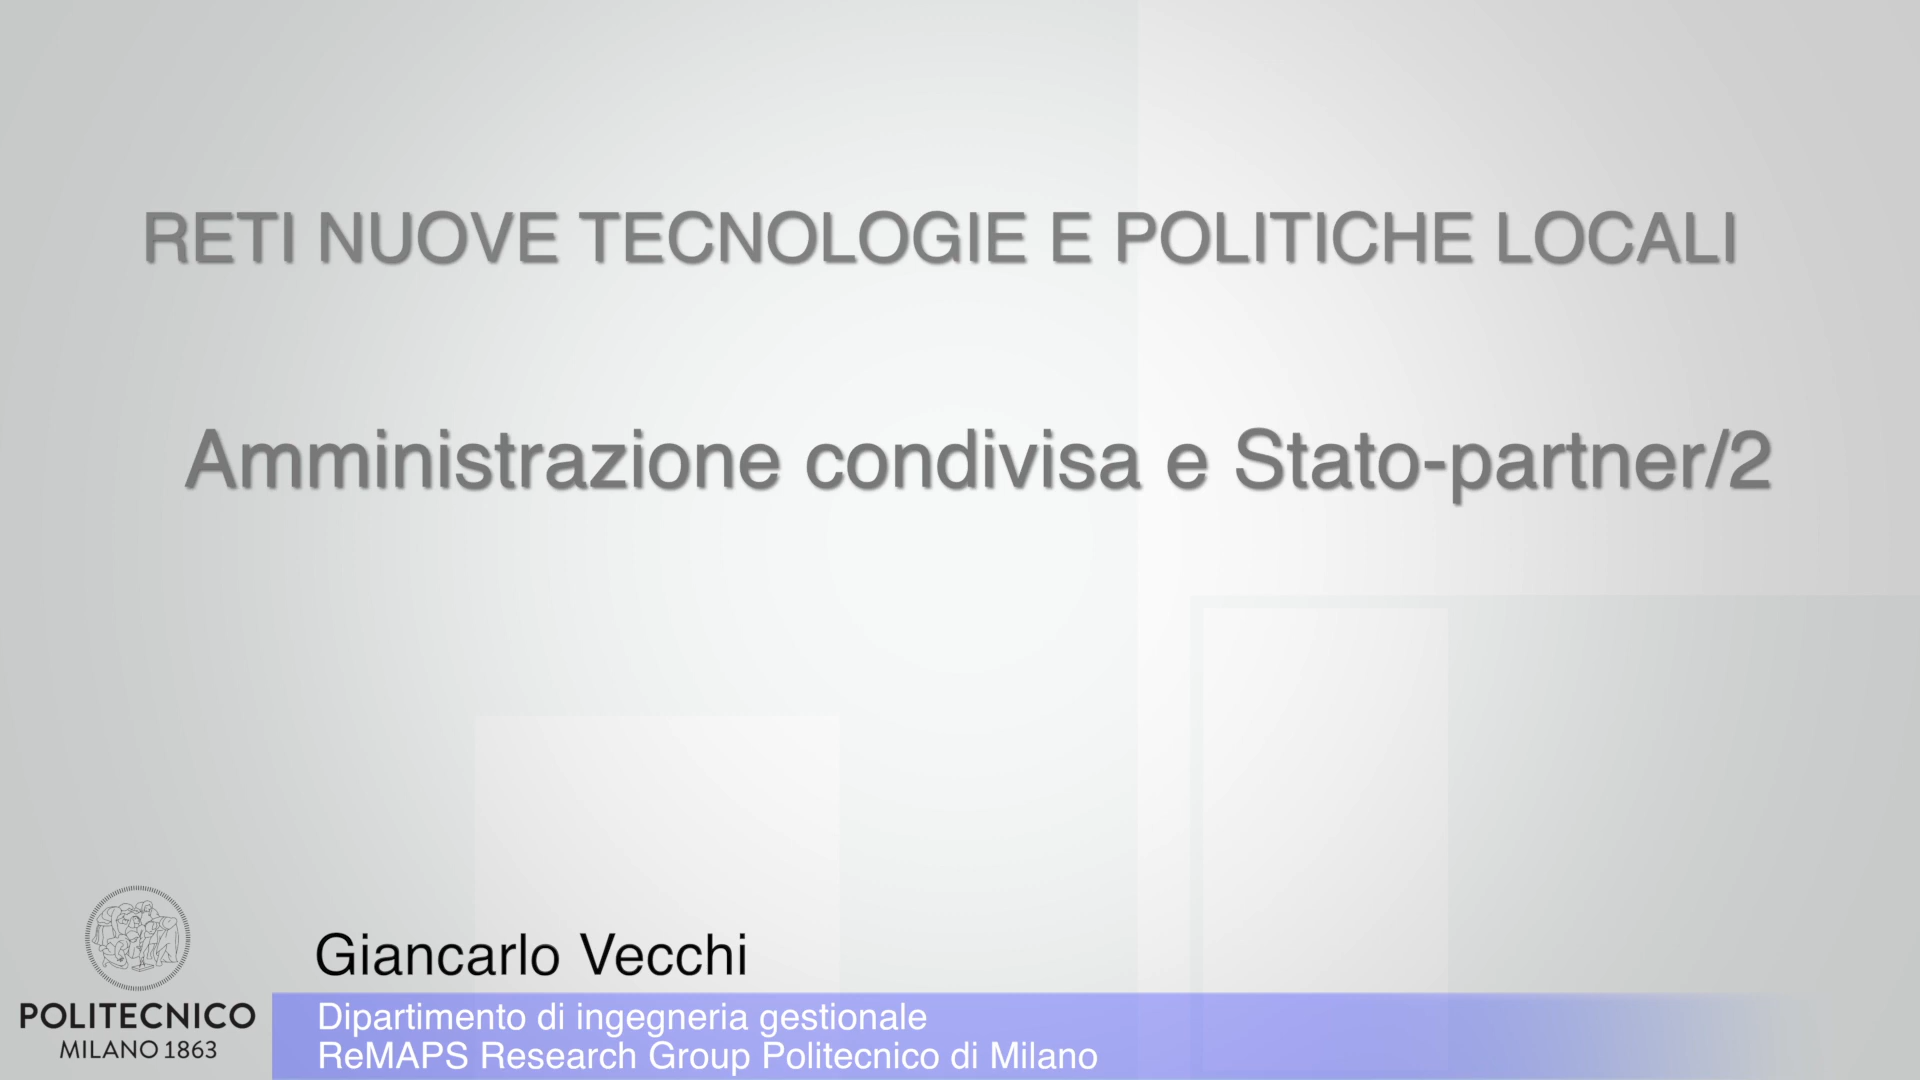 RETI NUOVE TECNOLOGIE E POLITICHE LOCALI
Amministrazione condivisa e Stato-partner/2
Giancarlo Vecchi
Dipartimento di ingegneria gestionale
ReMAPS Research Group Politecnico di Milano
POLITECNICO
MILANO 1863